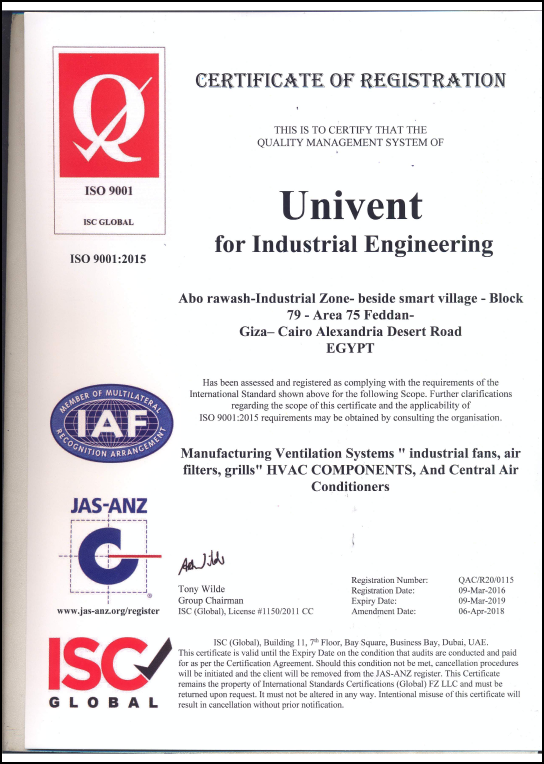 CERTIFICATE OF REGISTRATION
THIS IS TO CERTIFY THAT THE
QUALITY MANAGEMENT SYSTEM OF
ISO 9001
ISC GLOBAL
ISO 9001:2015
Univent
for Industrial Engineering
Abo rawash-Industrial Zone- beside smart village - Block
79 - Area 75 Feddan-
Giza– Cairo Alexandria Desert Road
EGYPT
Has been assessed and registered as complying with the requirements of the
International Standard shown above for the following Scope. Further clarifications
regarding the scope of this certificate and the applicability of
ISO 9001:2015 requirements may be obtained by consulting the organisation.
MEMBER OF MULTILATERAL
IAF
RECOGNITION ARRANGEMENT
Manufacturing Ventilation Systems " industrial fans, air
filters, grills" HVAC COMPONENTS, And Central Air
Conditioners
JAS-ANZ
®
www.jas-anz.org/register
Tony Wilde
Group Chairman
ISC (Global), License #1150/2011 CC
Registration Number: QAC/R20/0115
Registration Date: 09-Mar-2016
Expiry Date: 09-Mar-2019
Amendment Date: 06-Apr-2018
ISC
GLOBAL
ISC (Global), Building 11, 7th Floor, Bay Square, Business Bay, Dubai, UAE.
This certificate is valid until the Expiry Date on the condition that audits are conducted and paid
for as per the Certification Agreement. Should this condition not be met, cancellation procedures
will be initiated and the client will be removed from the JAS-ANZ register. This Certificate
remains the property of International Standards Certifications (Global) FZ LLC and must be
returned upon request. It must not be altered in any way. Intentional misuse of this certificate will
result in cancellation without prior notification.